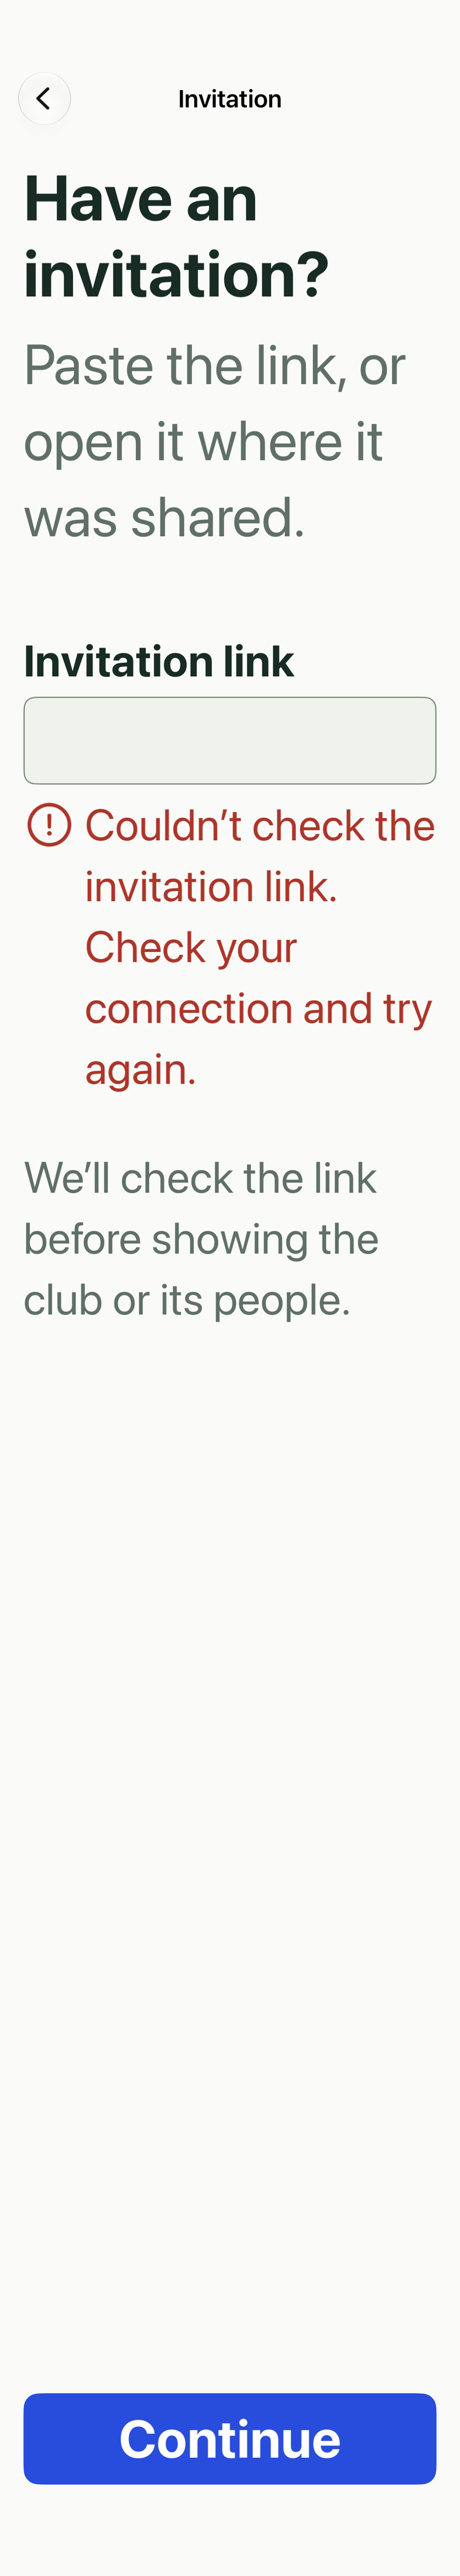 Invitation
Have an
invitation?
Paste the link, or
open it where it
was shared.
Invitation link
Couldn’t check the
invitation link.
Check your
connection and try
again.
We’ll check the link
before showing the
club or its people.
Continue